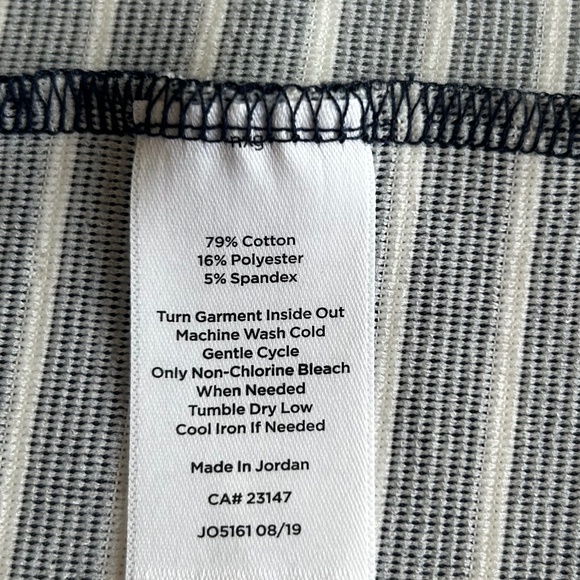 79% Cotton
16% Polyester
5% Spandex
Turn Garment Inside Out
Machine Wash Cold
Gentle Cycle
Only Non-Chlorine Bleach
When Needed
Tumble Dry Low
Cool Iron If Needed
Made In Jordan
CA# 23147
JO5161 08/19